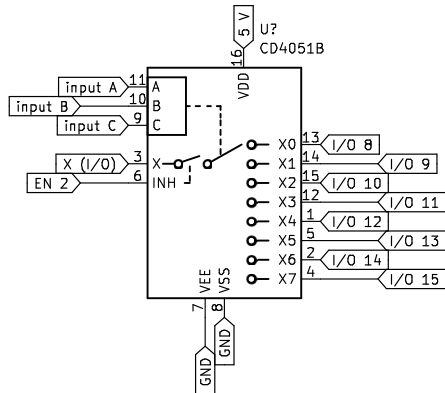 5 V
U?
CD4051B
16
VDD
input A 11 A
input B 10 B
input C 9 C
X0 13 I/O 8
X (I/O) 3 X
X1 14 I/O 9
EN 2 6 INH
X2 15 I/O 10
X3 12 I/O 11
X4 1 I/O 12
X5 5 I/O 13
X6 2 I/O 14
X7 4 I/O 15
VEE VSS
7 8
GND GND